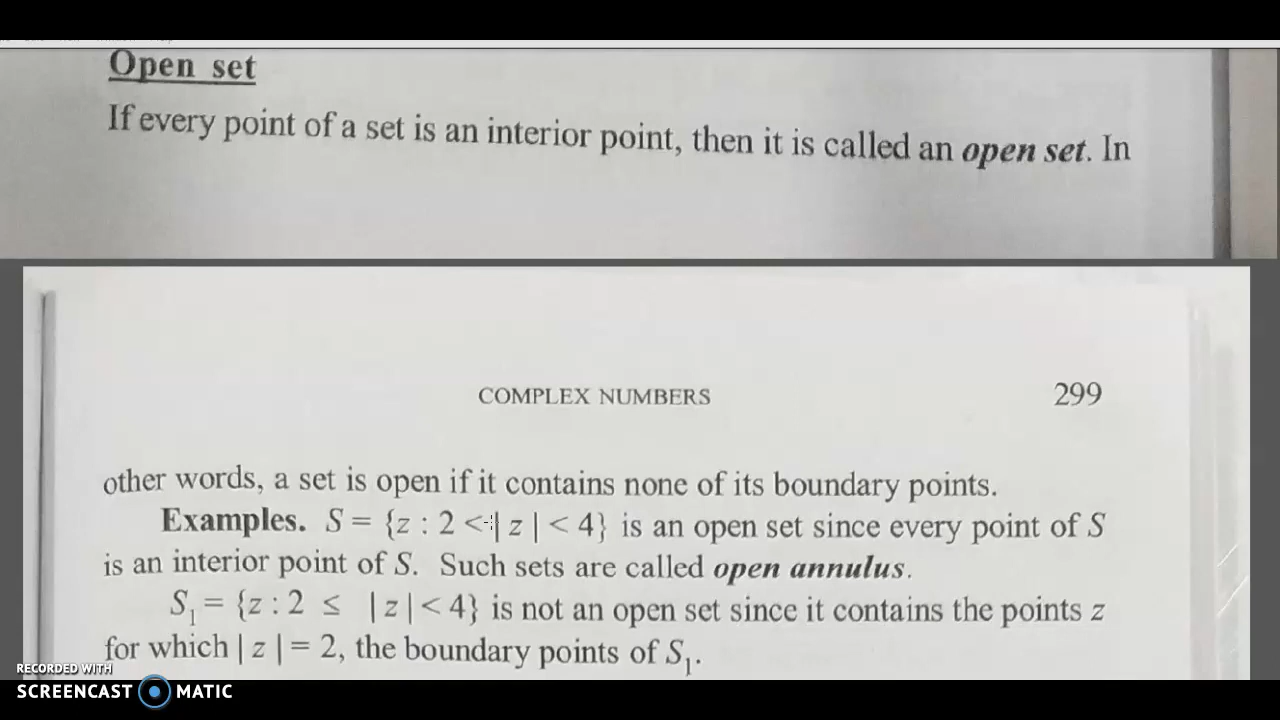 Open set
If every point of a set is an interior point, then it is called an open set. In
COMPLEX NUMBERS 299
other words, a set is open if it contains none of its boundary points.
Examples. S = {z : 2 < | z | < 4} is an open set since every point of S
is an interior point of S. Such sets are called open annulus.
S₁ = {z : 2 ≤ | z | < 4} is not an open set since it contains the points z
for which | z | = 2, the boundary points of S₁.
RECORDED WITH
SCREENCAST MATIC